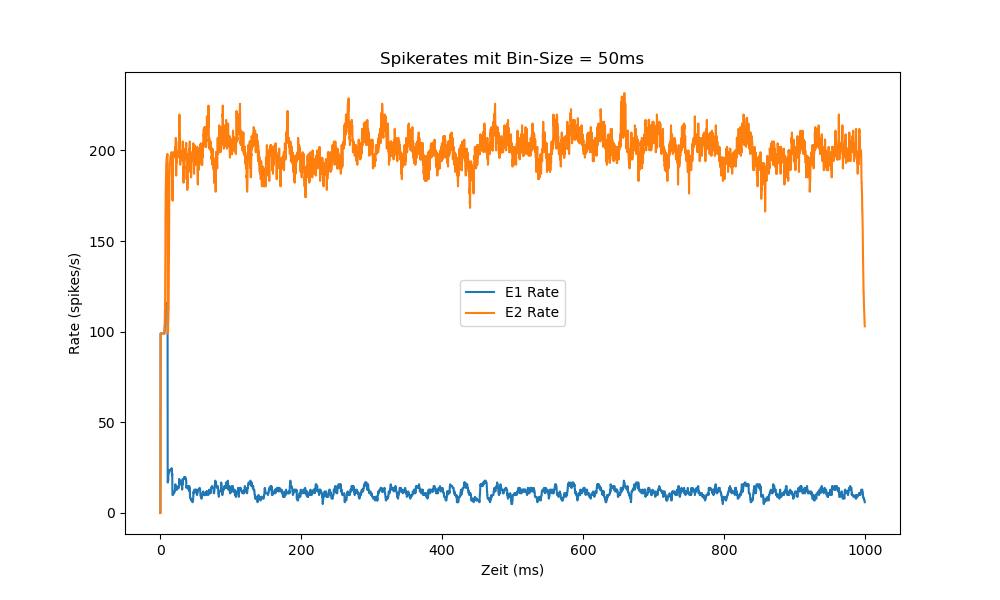 Spikerates mit Bin-Size = 50ms
Rate (spikes/s)
200
150
100
50
0
E1 Rate
E2 Rate
0 200 400 600 800 1000
Zeit (ms)